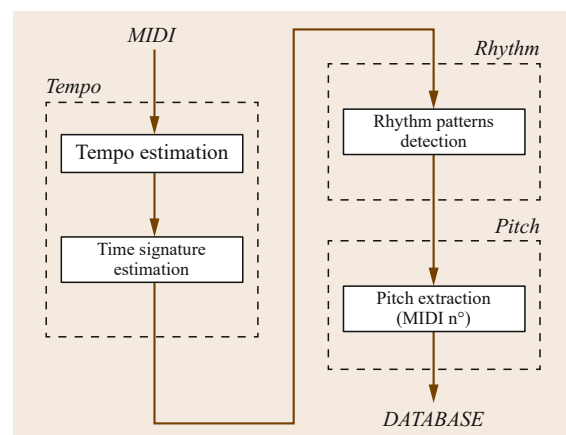 MIDI
Tempo
Tempo estimation
Time signature
estimation
Rhythm
Rhythm patterns
detection
Pitch
Pitch extraction
(MIDI n°)
DATABASE